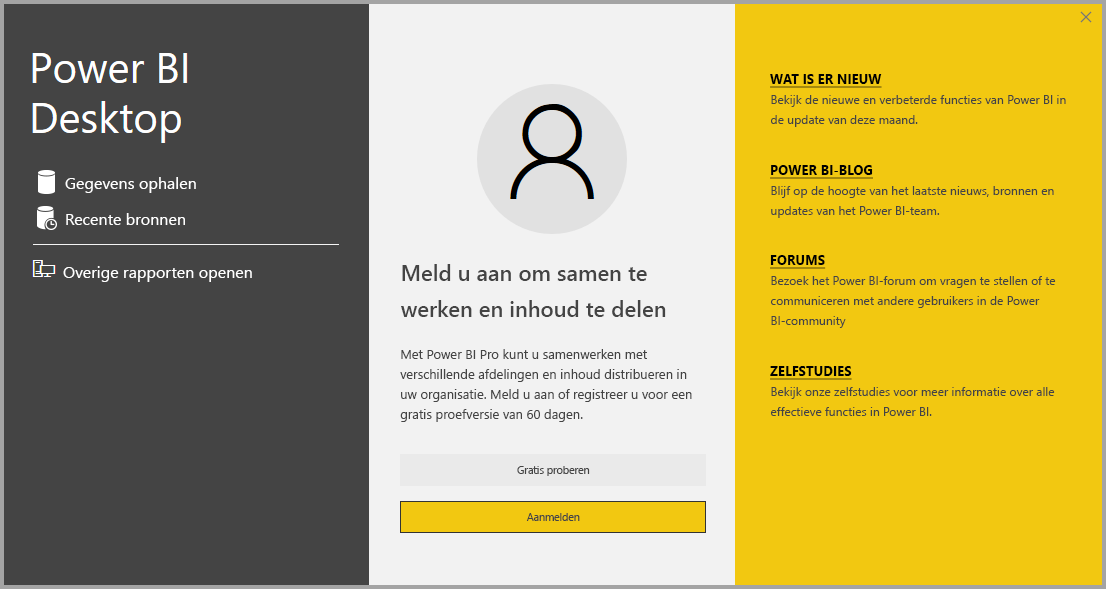 Power BI
Desktop
Gegevens ophalen
Recente bronnen
Overige rapporten openen
Meld u aan om samen te
werken en inhoud te delen
Met Power BI Pro kunt u samenwerken met
verschillende afdelingen en inhoud distribueren in
uw organisatie. Meld u aan of registreer u voor een
gratis proefversie van 60 dagen.
Gratis proberen
Aanmelden
WAT IS ER NIEUW
Bekijk de nieuwe en verbeterde functies van Power BI in
de update van deze maand.
POWER BI-BLOG
Blijf op de hoogte van het laatste nieuws, bronnen en
updates van het Power BI-team.
FORUMS
Bezoek het Power BI-forum om vragen te stellen of te
communiceren met andere gebruikers in de Power
BI-community
ZELFSTUDIES
Bekijk onze zelfstudies voor meer informatie over alle
effectieve functies in Power BI.